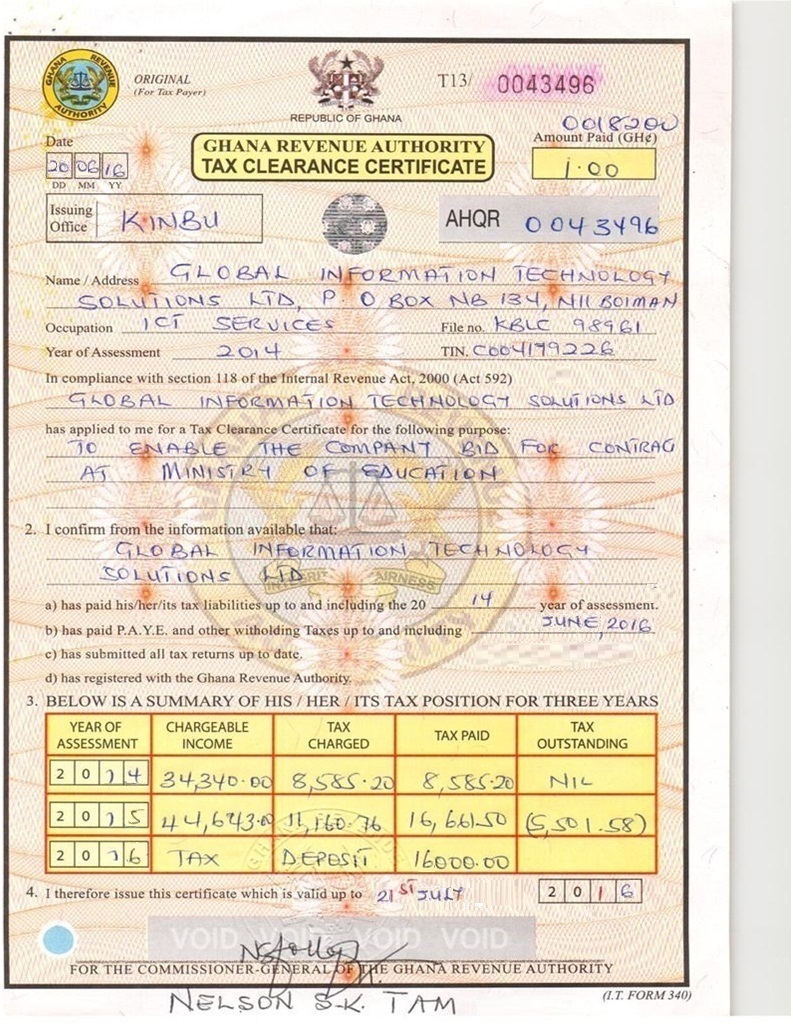 GHANA REVENUE AUTHORITY
ORIGINAL
(For Tax Payer)
REPUBLIC OF GHANA
T13/ 0043496
0018200
Date
20 06 16
DD MM YY
GHANA REVENUE AUTHORITY
TAX CLEARANCE CERTIFICATE
Amount Paid (GH¢)
1.00
Issuing Office KINBU
AHQR 0043496
Name / Address GLOBAL INFORMATION TECHNOLOGY
SOLUTIONS LTD, P. O BOX NB 134, NII BOIMAN
Occupation ICT SERVICES File no. KBLC 98961
Year of Assessment 2014 TIN. C0004179226
In compliance with section 118 of the Internal Revenue Act, 2000 (Act 592)
GLOBAL INFORMATION TECHNOLOGY SOLUTIONS LTD
has applied to me for a Tax Clearance Certificate for the following purpose:
TO ENABLE THE COMPANY BID FOR CONTRAC
AT MINISTRY OF EDUCATION
2. I confirm from the information available that:
GLOBAL INFORMATION TECHNOLOGY
SOLUTIONS LTD
a) has paid his/her/its tax liabilities up to and including the 20 14 year of assessment.
b) has paid P.A.Y.E. and other witholding Taxes up to and including JUNE, 2016
c) has submitted all tax returns up to date.
d) has registered with the Ghana Revenue Authority.
3. BELOW IS A SUMMARY OF HIS / HER / ITS TAX POSITION FOR THREE YEARS
YEAR OF ASSESSMENT CHARGEABLE INCOME TAX CHARGED TAX PAID TAX OUTSTANDING
2014 34,340.00 8,585.20 8,585.20 NIL
2015 44,643.00 11,160.76 16,661.50 (5,501.58)
2016 TAX DEPOSIT 16000.00
4. I therefore issue this certificate which is valid up to 21ST JULY 2016
VOID VOID VOID VOID
FOR THE COMMISSIONER-GENERAL OF THE GHANA REVENUE AUTHORITY
NELSON S.K. TAM
(I.T. FORM 340)